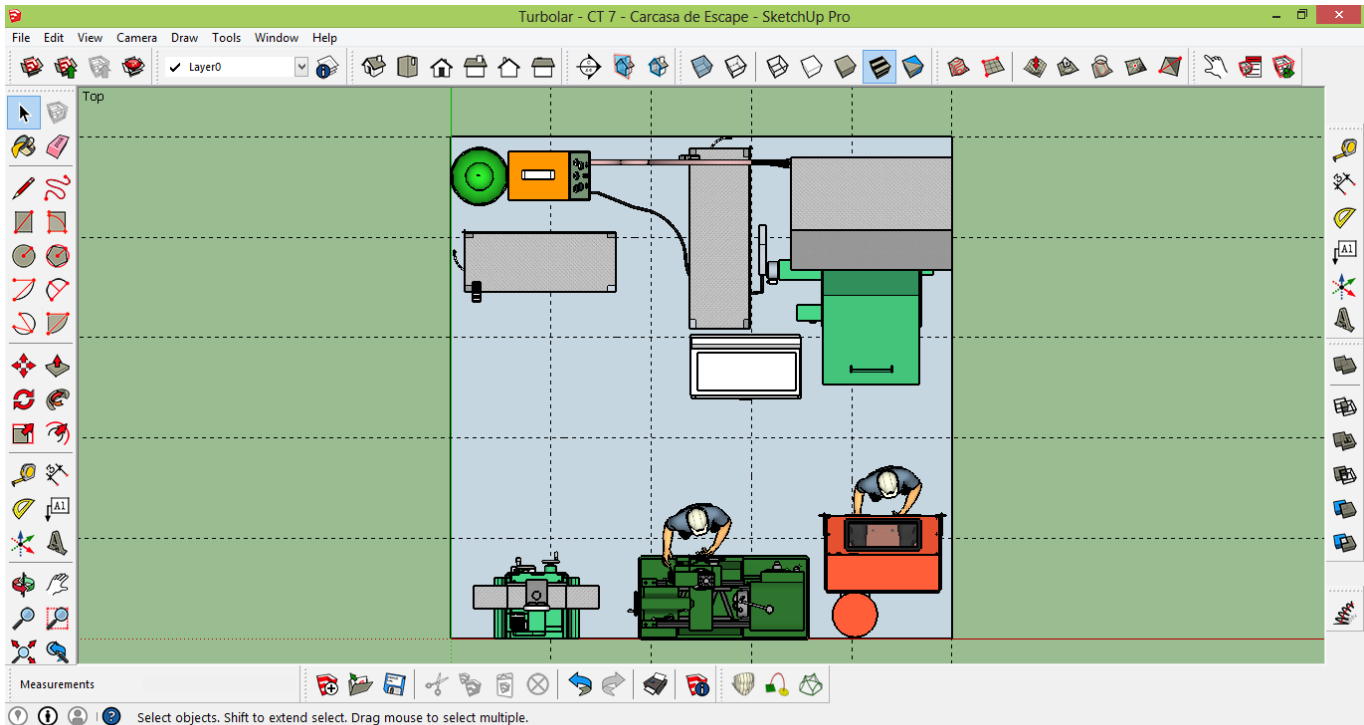 Turbolar - CT 7 - Carcasa de Escape - SketchUp Pro
File Edit View Camera Draw Tools Window Help
Layer0
Top
A1
A1
Measurements
Select objects. Shift to extend select. Drag mouse to select multiple.